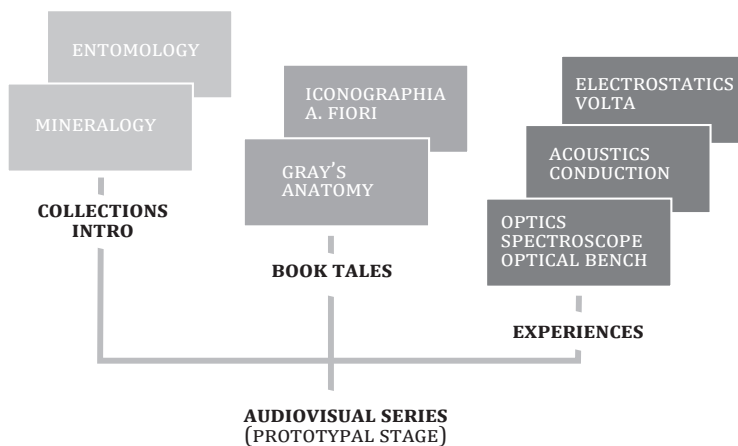 ENTOMOLOGY
MINERALOGY
COLLECTIONS
INTRO
ICONOGRAPHIA
A. FIORI
GRAY'S
ANATOMY
BOOK TALES
ELECTROSTATICS
VOLTA
ACOUSTICS
CONDUCTION
OPTICS
SPECTROSCOPE
OPTICAL BENCH
EXPERIENCES
AUDIOVISUAL SERIES
(PROTOTYPAL STAGE)